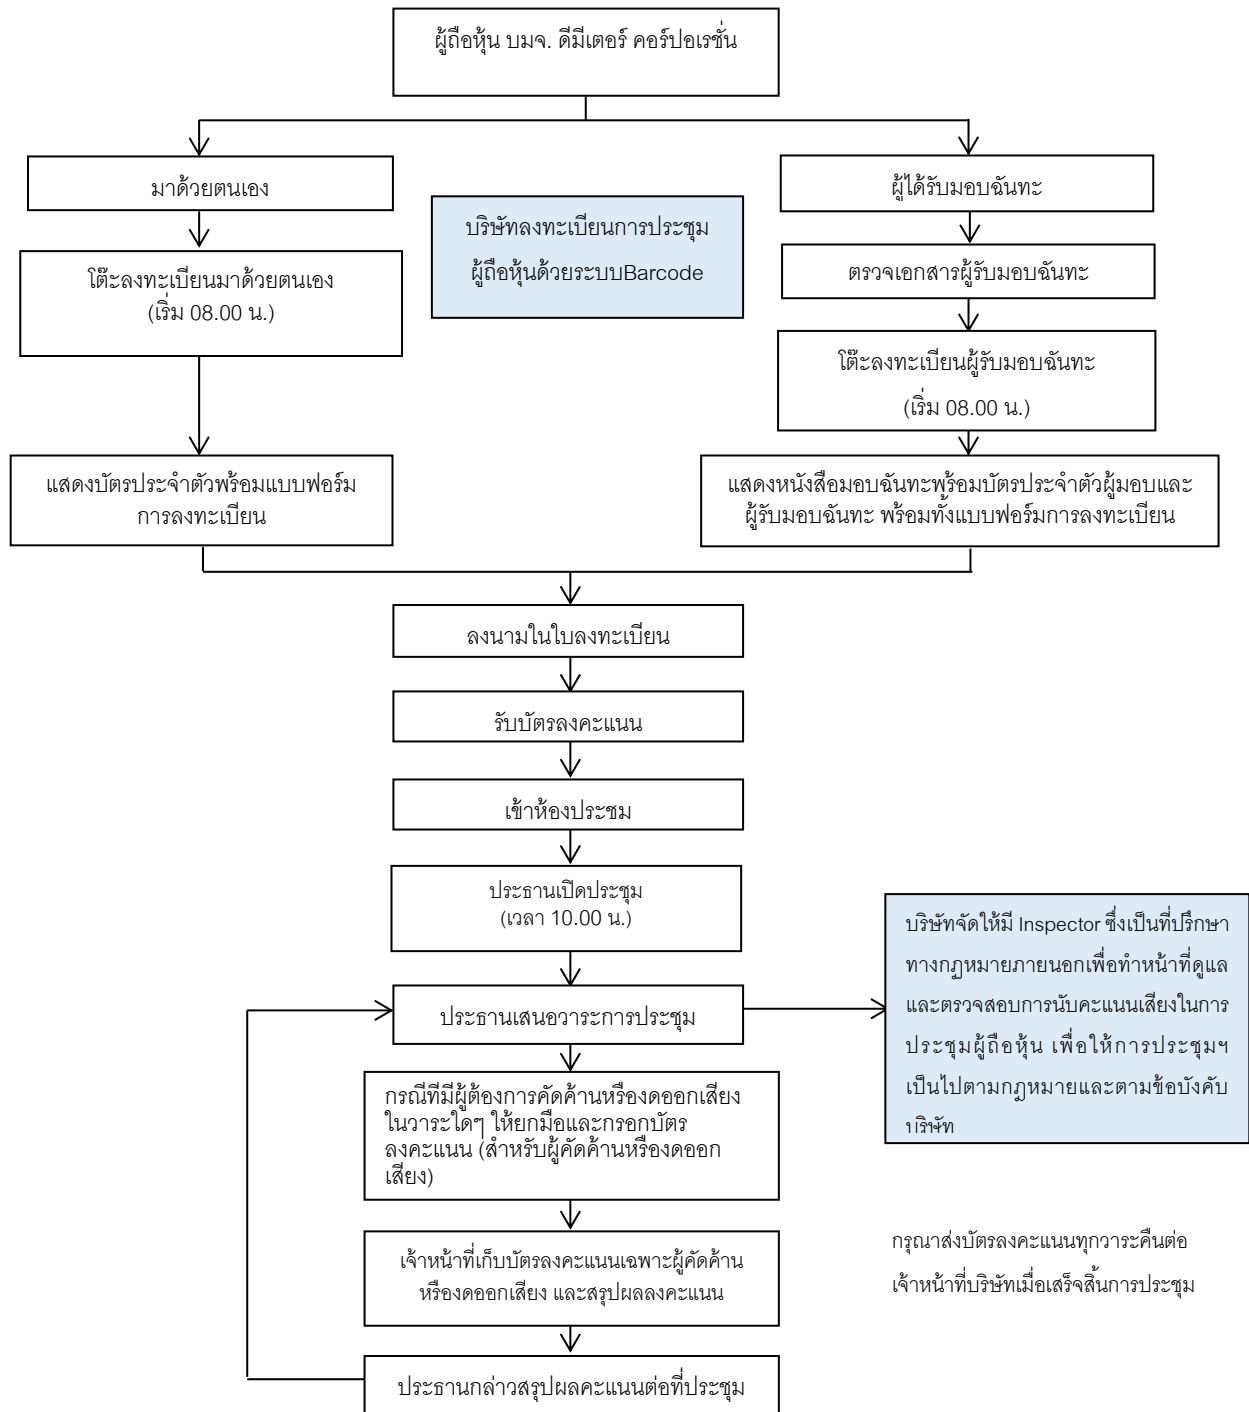 ผู้ถือหุ้น บมจ. ดีมีเตอร์ คอร์ปอเรชั่น
มาด้วยตนเอง
ผู้ได้รับมอบฉันทะ
บริษัทลงทะเบียนการประชุม
ผู้ถือหุ้นด้วยระบบBarcode
โต๊ะลงทะเบียนมาด้วยตนเอง
(เริ่ม 08.00 น.)
ตรวจเอกสารผู้รับมอบฉันทะ
โต๊ะลงทะเบียนผู้รับมอบฉันทะ
(เริ่ม 08.00 น.)
แสดงบัตรประจำตัวพร้อมแบบฟอร์ม
การลงทะเบียน
แสดงหนังสือมอบฉันทะพร้อมบัตรประจำตัวผู้มอบและ
ผู้รับมอบฉันทะ พร้อมทั้งแบบฟอร์มการลงทะเบียน
ลงนามในใบลงทะเบียน
รับบัตรลงคะแนน
เข้าห้องประชม
ประธานเปิดประชุม
(เวลา 10.00 น.)
ประธานเสนอวาระการประชุม
บริษัทจัดให้มี Inspector ซึ่งเป็นที่ปรึกษา
ทางกฎหมายภายนอกเพื่อทำหน้าที่ดูแล
และตรวจสอบการนับคะแนนเสียงในการ
ประชุมผู้ถือหุ้น เพื่อให้การประชุมฯ
เป็นไปตามกฎหมายและตามข้อบังคับ
บริษัท
กรณีที่มีผู้ต้องการคัดค้านหรืองดออกเสียง
ในวาระใดๆ ให้ยกมือและกรอกบัตร
ลงคะแนน (สำหรับผู้คัดค้านหรืองดออก
เสียง)
เจ้าหน้าที่เก็บบัตรลงคะแนนเฉพาะผู้คัดค้าน
หรืองดออกเสียง และสรุปผลลงคะแนน
กรุณาส่งบัตรลงคะแนนทุกวาระคืนต่อ
เจ้าหน้าที่บริษัทเมื่อเสร็จสิ้นการประชุม
ประธานกล่าวสรุปผลคะแนนต่อที่ประชุม